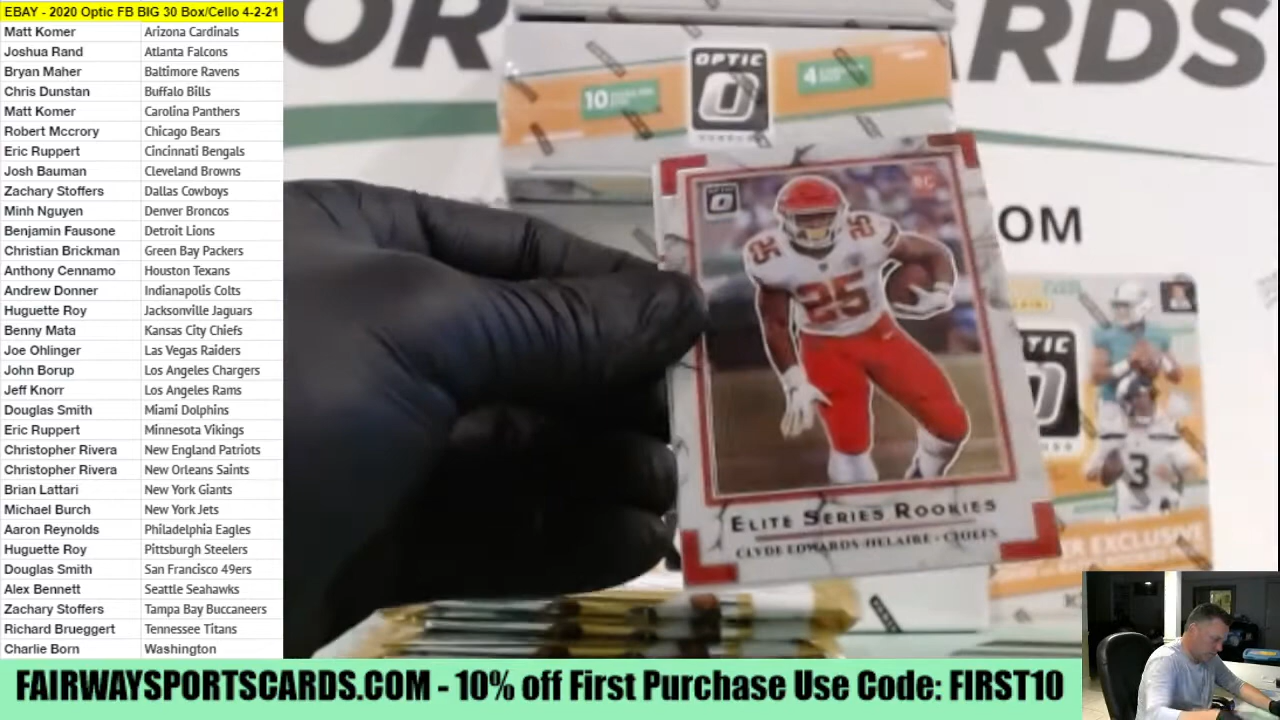 EBAY - 2020 Optic FB BIG 30 Box/Cello 4-2-21
Matt Komer Arizona Cardinals
Joshua Rand Atlanta Falcons
Bryan Maher Baltimore Ravens
Chris Dunstan Buffalo Bills
Matt Komer Carolina Panthers
Robert Mccrory Chicago Bears
Eric Ruppert Cincinnati Bengals
Josh Bauman Cleveland Browns
Zachary Stoffers Dallas Cowboys
Minh Nguyen Denver Broncos
Benjamin Fausone Detroit Lions
Christian Brickman Green Bay Packers
Anthony Cennamo Houston Texans
Andrew Donner Indianapolis Colts
Huguette Roy Jacksonville Jaguars
Benny Mata Kansas City Chiefs
Joe Ohlinger Las Vegas Raiders
John Borup Los Angeles Chargers
Jeff Knorr Los Angeles Rams
Douglas Smith Miami Dolphins
Eric Ruppert Minnesota Vikings
Christopher Rivera New England Patriots
Christopher Rivera New Orleans Saints
Brian Lattari New York Giants
Michael Burch New York Jets
Aaron Reynolds Philadelphia Eagles
Huguette Roy Pittsburgh Steelers
Douglas Smith San Francisco 49ers
Alex Bennett Seattle Seahawks
Zachary Stoffers Tampa Bay Buccaneers
Richard Brueggert Tennessee Titans
Charlie Born Washington
OR
ARDS
OPTIC
10
4
OM
OPTIC
RC
25
25
25
ELITE SERIES ROOKIES
CLYDE EDWARDS-HELAIRE - CHIEFS
TIC
3
ER EXCLUSIVE
FAIRWAYSPORTSCARDS.COM - 10% off First Purchase Use Code: FIRST10